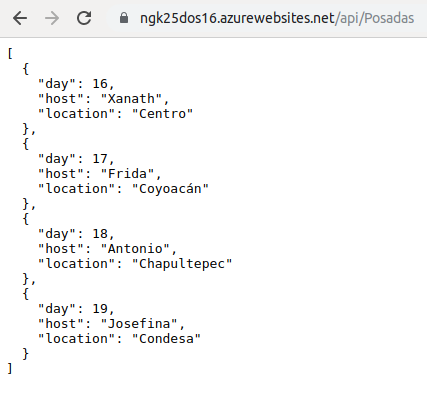 ngk25dos16.azurewebsites.net/api/Posadas
[
  {
    "day": 16,
    "host": "Xanath",
    "location": "Centro"
  },
  {
    "day": 17,
    "host": "Frida",
    "location": "Coyoacán"
  },
  {
    "day": 18,
    "host": "Antonio",
    "location": "Chapultepec"
  },
  {
    "day": 19,
    "host": "Josefina",
    "location": "Condesa"
  }
]